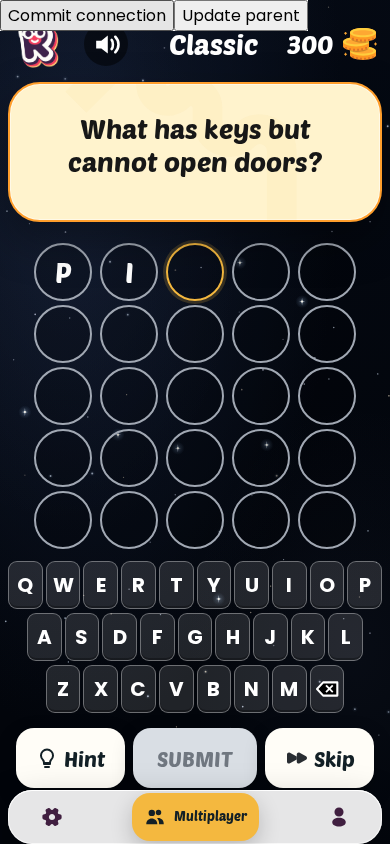 Commit connection Update parent
R Classic 300
What has keys but
cannot open doors?
P I
Q W E R T Y U I O P
A S D F G H J K L
Z X C V B N M
Hint SUBMIT Skip
Multiplayer